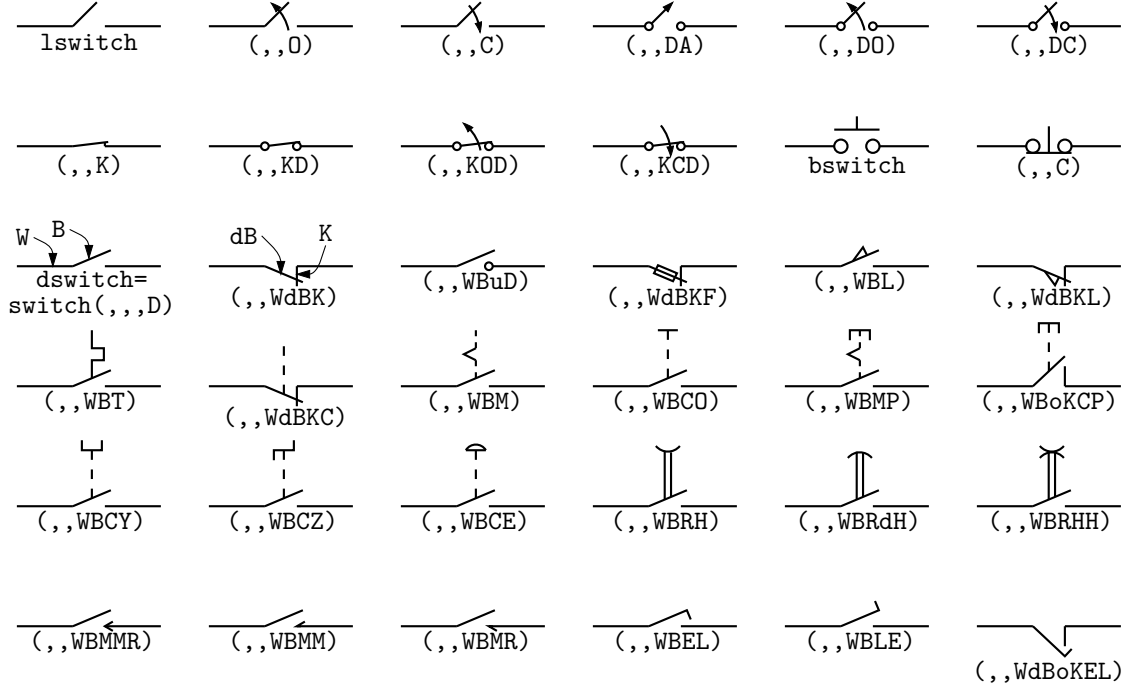 lswitch
(,,O)
(,,C)
(,,DA)
(,,DO)
(,,DC)
(,,K)
(,,KD)
(,,KOD)
(,,KCD)
bswitch
(,,C)
W
B
dswitch=
switch(,,,D)
dB
K
(,,WdBK)
(,,WBuD)
(,,WdBKF)
(,,WBL)
(,,WdBKL)
(,,WBT)
(,,WdBKC)
(,,WBM)
(,,WBCO)
(,,WBMP)
(,,WBoKCP)
(,,WBCY)
(,,WBCZ)
(,,WBCE)
(,,WBRH)
(,,WBRdH)
(,,WBRHH)
(,,WBMMR)
(,,WBMM)
(,,WBMR)
(,,WBEL)
(,,WBLE)
(,,WdBoKEL)